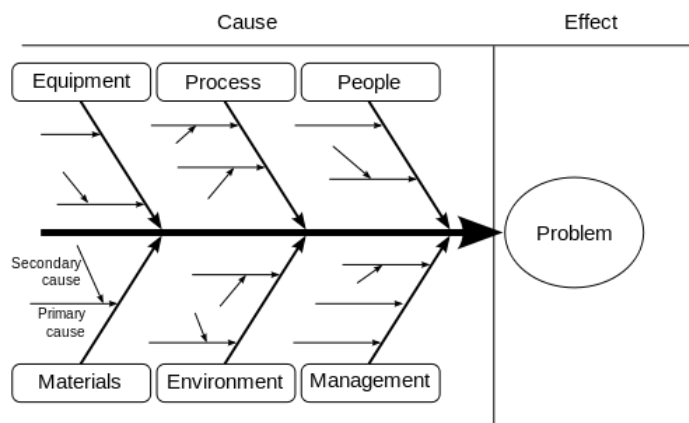 Cause
Effect
Equipment
Process
People
Problem
Secondary
cause
Primary
cause
Materials
Environment
Management